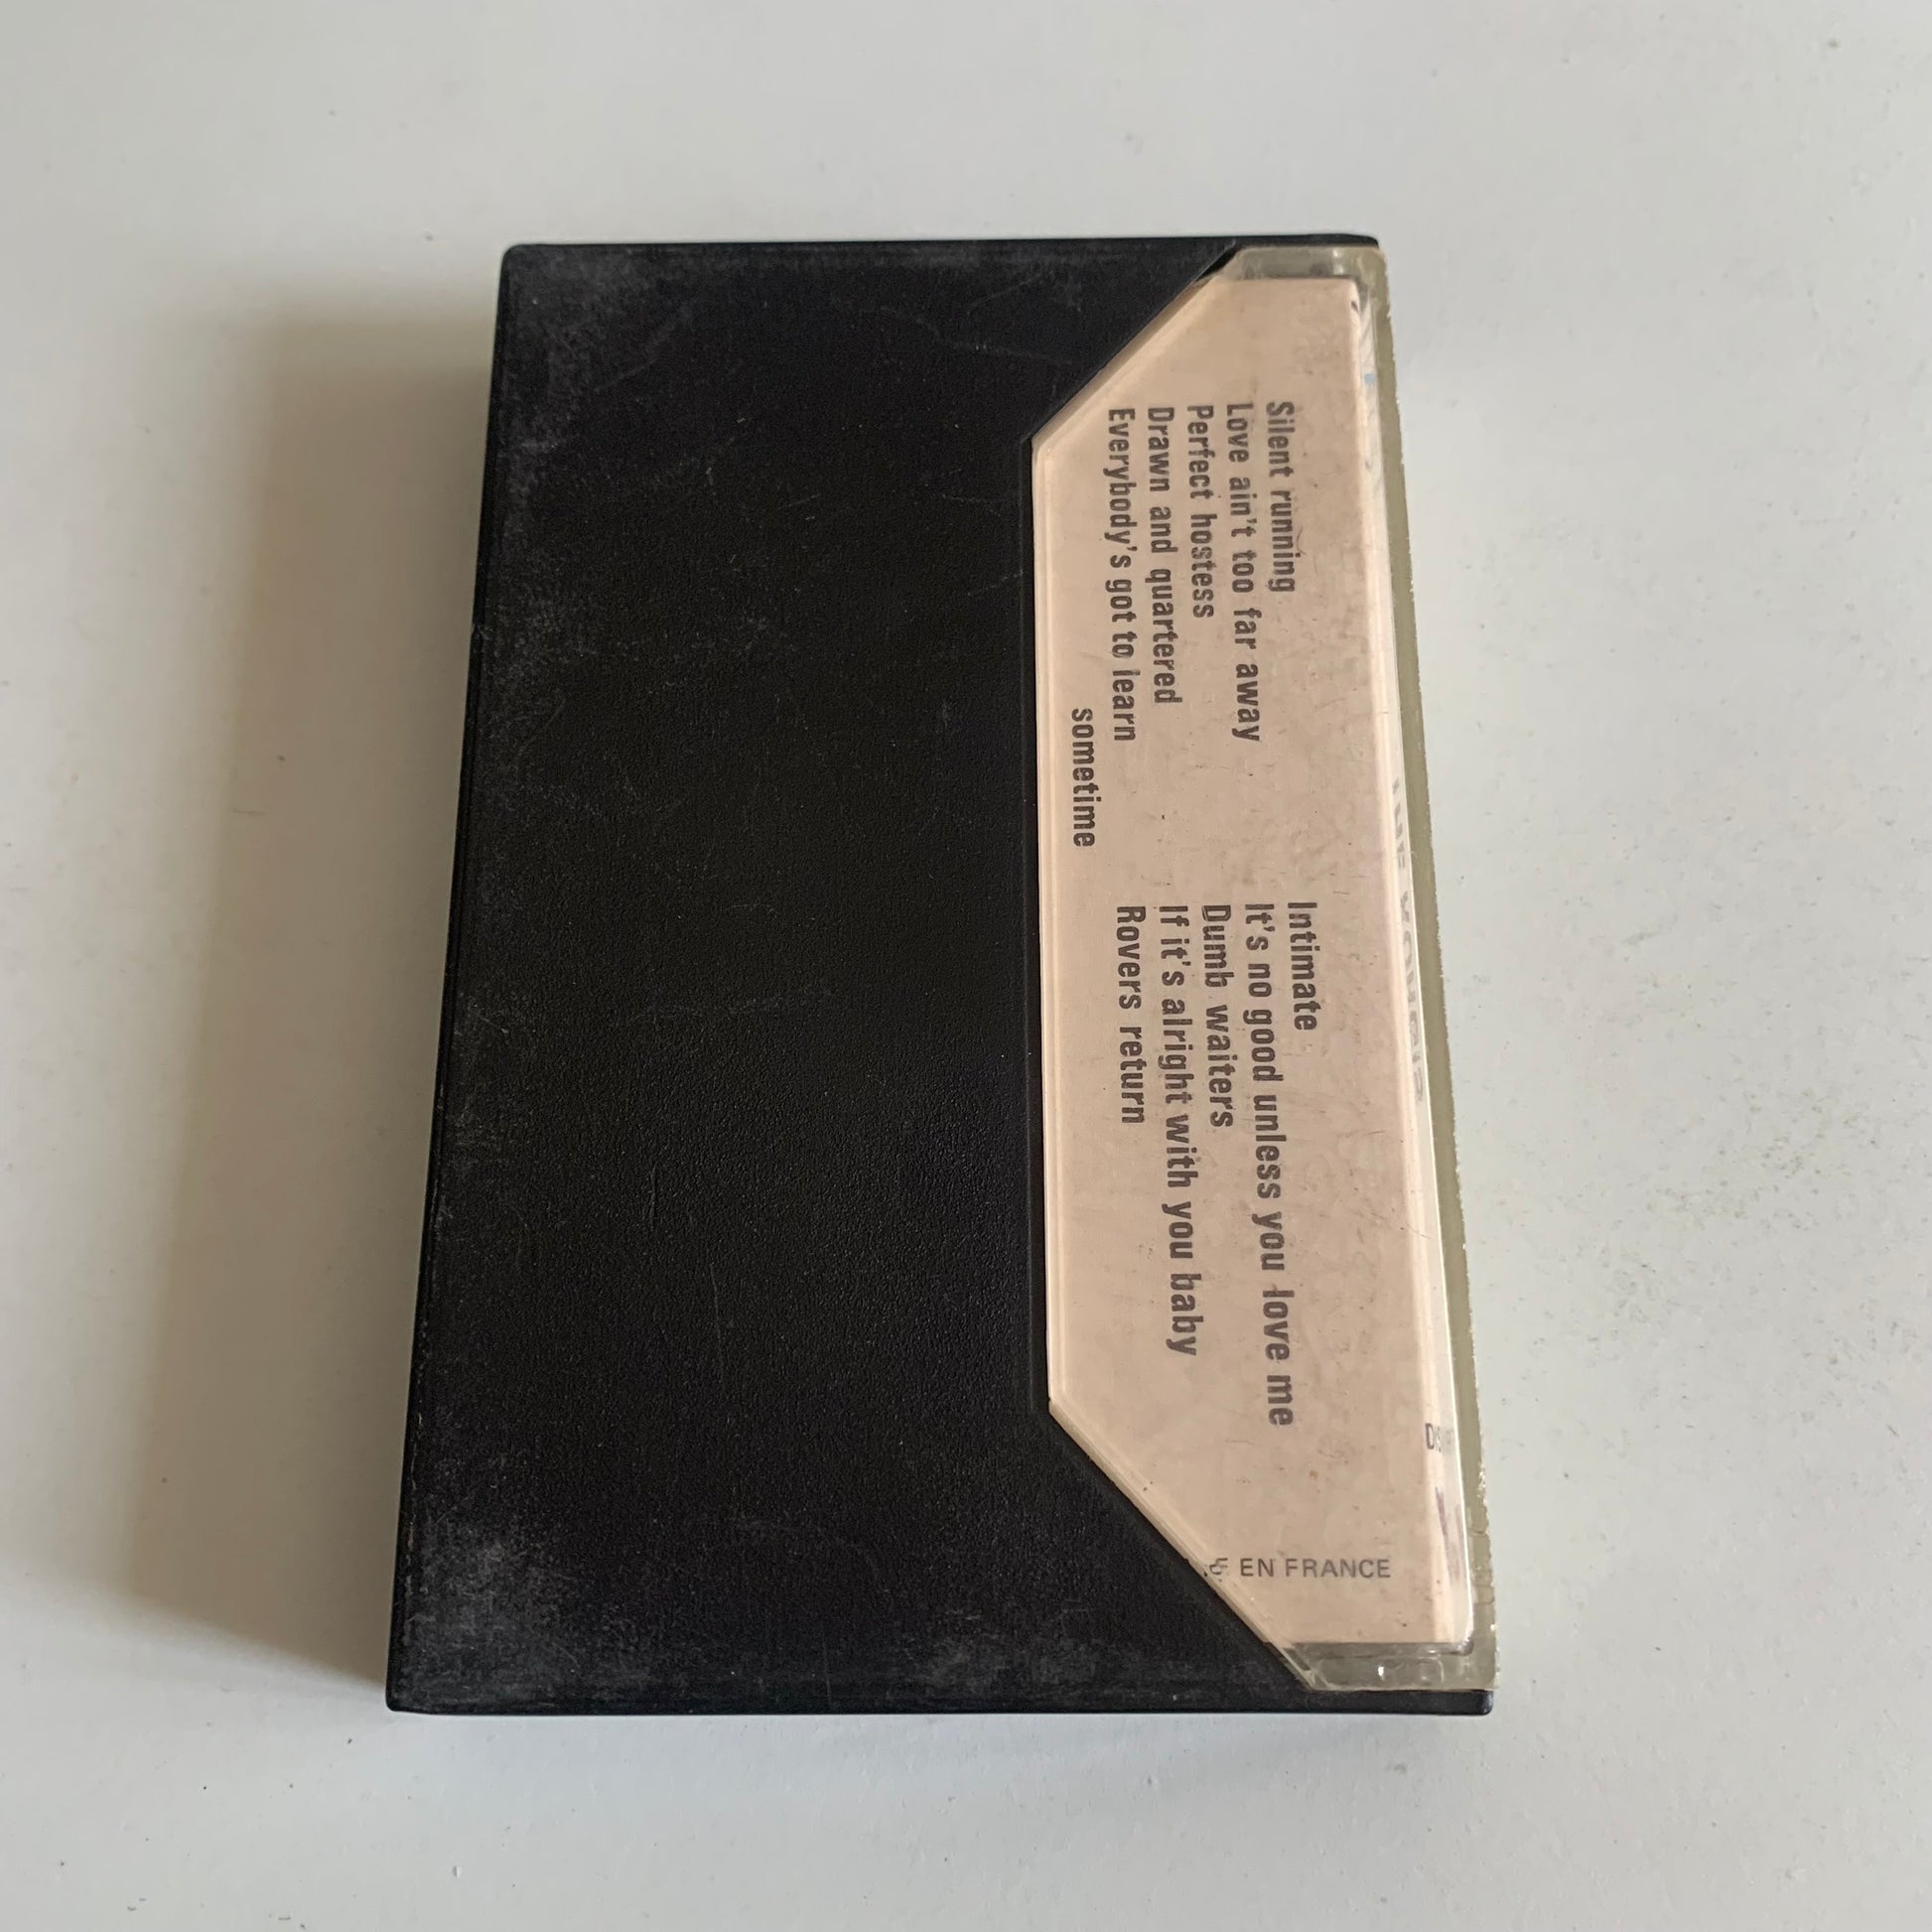 Silent running
Love ain't too far away
Perfect hostess
Drawn and quartered
Everybody's got to learn
sometime
Intimate
It's no good unless you love me
Dumb waiters
If it's alright with you baby
Rovers return
EN FRANCE